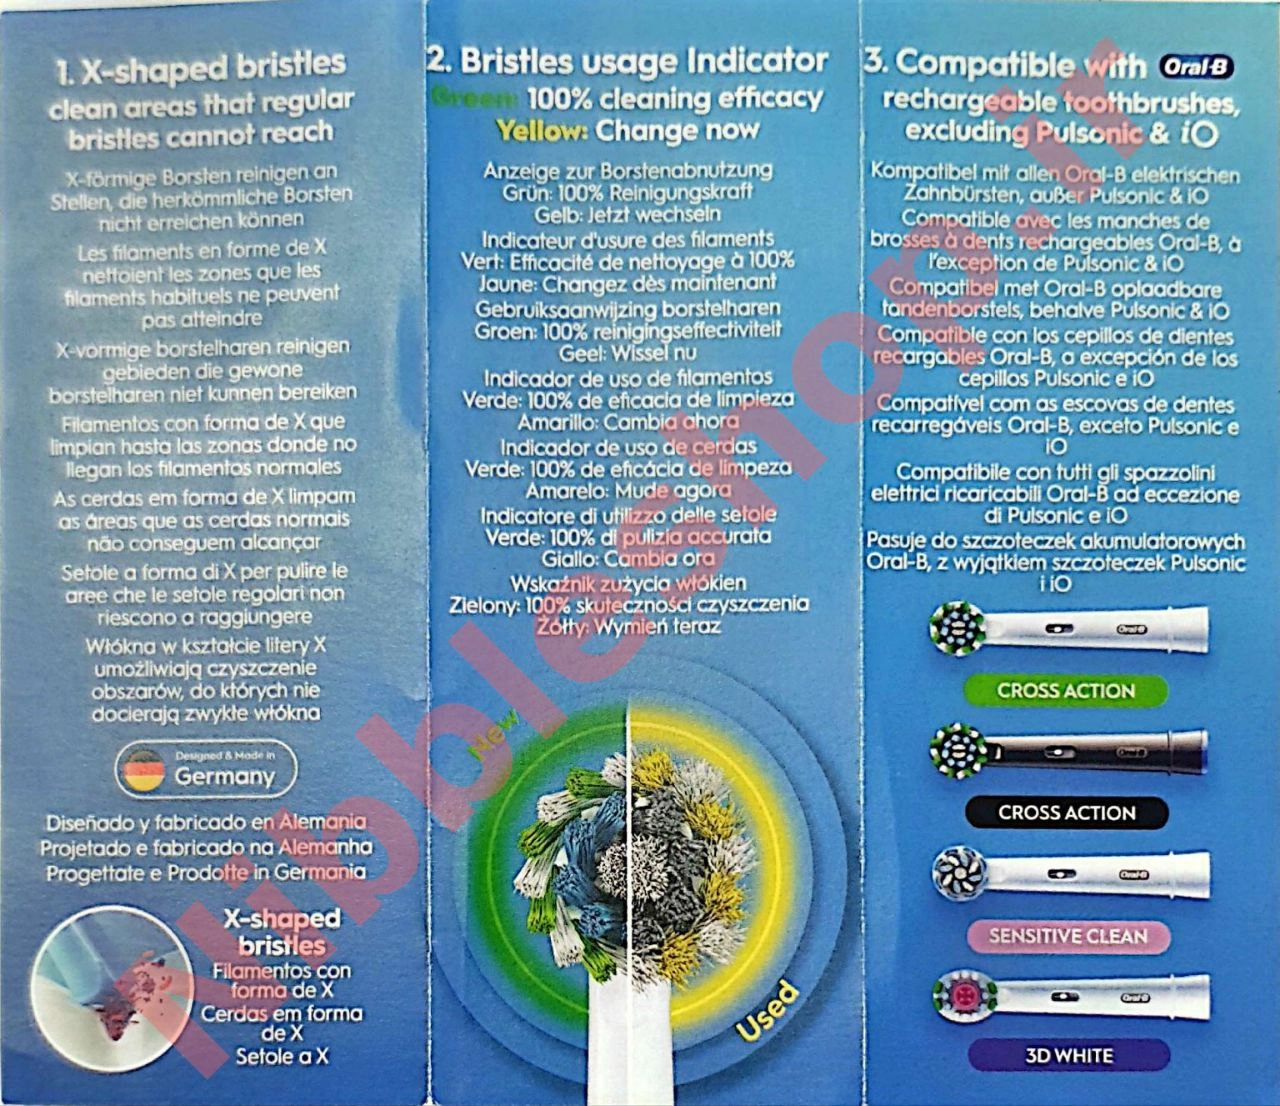 1. X-shaped bristles
clean areas that regular
bristles cannot reach
X-förmige Borsten reinigen an
Stellen, die herkömmliche Borsten
nicht erreichen können
Les filaments en forme de X
nettoient les zones que les
filaments habituels ne peuvent
pas atteindre
X-vormige borstelharen reinigen
gebieden die gewone
borstelharen niet kunnen bereiken
Filamentos con forma de X que
limpian hasta las zonas donde no
llegan los filamentos normales
As cerdas em forma de X limpam
as áreas que as cerdas normais
não conseguem alcançar
Setole a forma di X per pulire le
aree che le setole regolari non
riescono a raggiungere
Włókna w kształcie litery X
umożliwiają czyszczenie
obszarów, do których nie
docierają zwykłe włókna
Designed & Made in
Germany
Diseñado y fabricado en Alemania
Projetado e fabricado na Alemanha
Progettate e Prodotte in Germania
X-shaped
bristles
Filamentos con
forma de X
Cerdas em forma
de X
Setole a X
2. Bristles usage Indicator
Green: 100% cleaning efficacy
Yellow: Change now
Anzeige zur Borstenabnutzung
Grün: 100% Reinigungskraft
Gelb: Jetzt wechseln
Indicateur d'usure des filaments
Vert: Efficacité de nettoyage à 100%
Jaune: Changez dès maintenant
Gebruiksaanwijzing borstelharen
Groen: 100% reinigingseffectiviteit
Geel: Wissel nu
Indicador de uso de filamentos
Verde: 100% de eficacia de limpieza
Amarillo: Cambia ahora
Indicador de uso de cerdas
Verde: 100% de eficácia de limpeza
Amarelo: Mude agora
Indicatore di utilizzo delle setole
Verde: 100% di pulizia accurata
Giallo: Cambia ora
Wskaźnik zużycia włókien
Zielony: 100% skuteczności czyszczenia
Żółty: Wymień teraz
New
Used
3. Compatible with Oral-B
rechargeable toothbrushes,
excluding Pulsonic & iO
Kompatibel mit allen Oral-B elektrischen
Zahnbürsten, außer Pulsonic & iO
Compatible avec les manches de
brosses à dents rechargeables Oral-B, à
l'exception de Pulsonic & iO
Compatibel met Oral-B oplaadbare
tandenborstels, behalve Pulsonic & iO
Compatible con los cepillos de dientes
recargables Oral-B, a excepción de los
cepillos Pulsonic e iO
Compatível com as escovas de dentes
recarregáveis Oral-B, exceto Pulsonic e
iO
Compatibile con tutti gli spazzolini
elettrici ricaricabili Oral-B ad eccezione
di Pulsonic e iO
Pasuje do szczoteczek akumulatorowych
Oral-B, z wyjątkiem szczoteczek Pulsonic
i iO
Oral-B
CROSS ACTION
Oral-B
CROSS ACTION
Oral-B
SENSITIVE CLEAN
Oral-B
3D WHITE